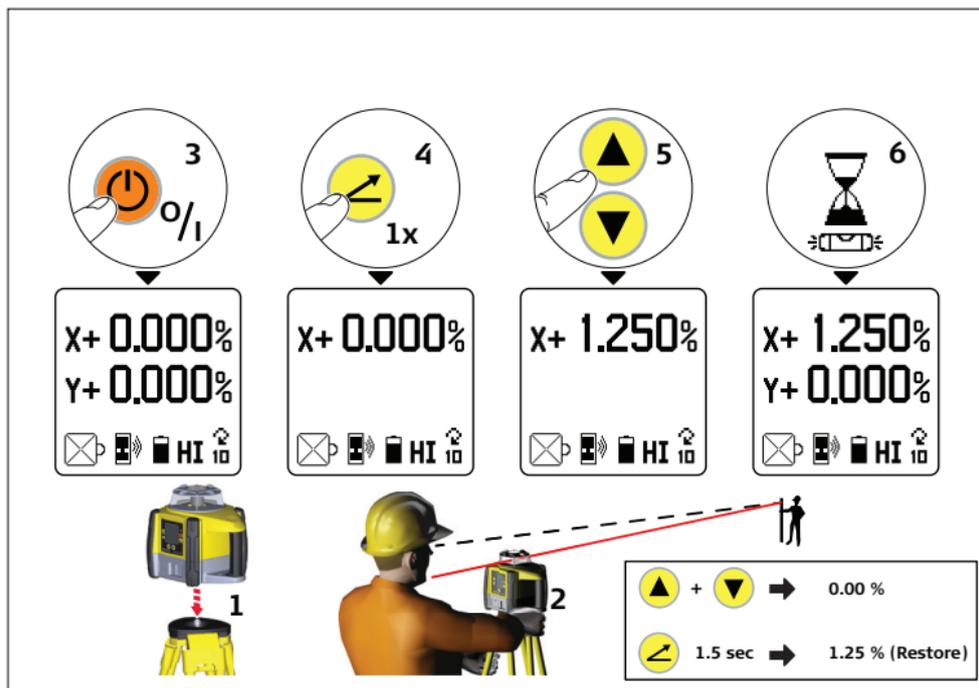 3
O/I
4
1x
5
6
X+ 0.000%
Y+ 0.000%
HI 10
X+ 0.000%
HI 10
X+ 1.250%
HI 10
X+ 1.250%
Y+ 0.000%
HI 10
1
2
+ 0.00 %
1.5 sec 1.25 % (Restore)